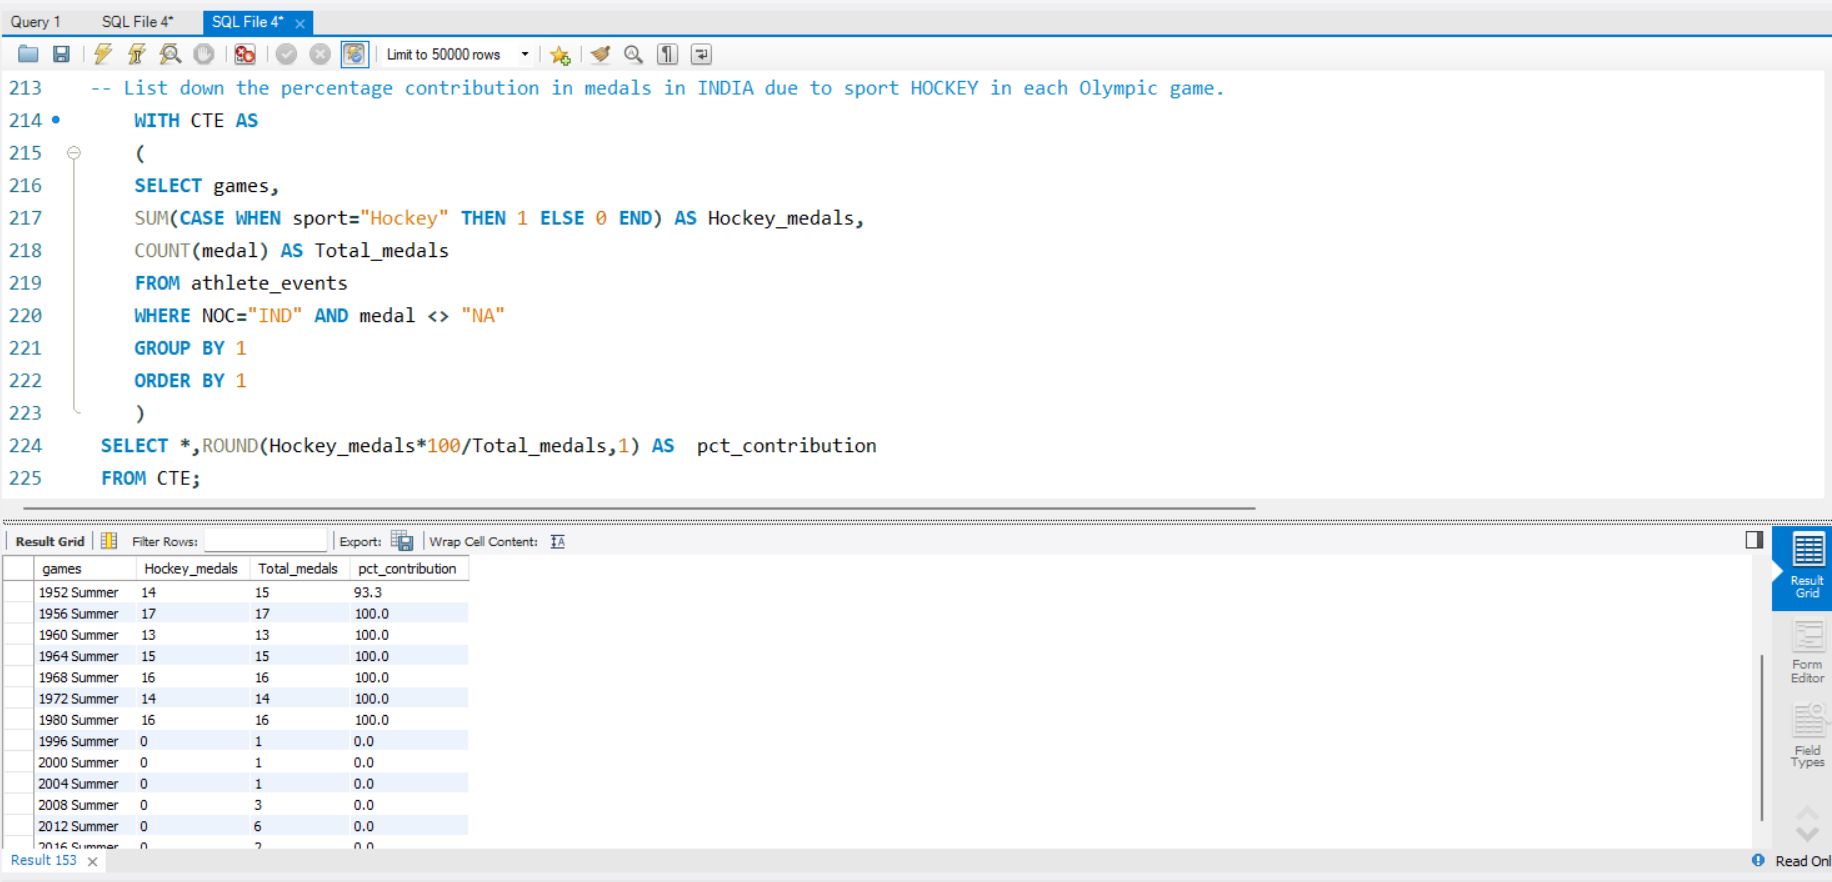 Query 1 SQL File 4* SQL File 4* ×
Limit to 50000 rows
213 -- List down the percentage contribution in medals in INDIA due to sport HOCKEY in each Olympic game.
214 WITH CTE AS
215 (
216 SELECT games,
217 SUM(CASE WHEN sport="Hockey" THEN 1 ELSE 0 END) AS Hockey_medals,
218 COUNT(medal) AS Total_medals
219 FROM athlete_events
220 WHERE NOC="IND" AND medal <> "NA"
221 GROUP BY 1
222 ORDER BY 1
223 )
224 SELECT *,ROUND(Hockey_medals*100/Total_medals,1) AS pct_contribution
225 FROM CTE;
Result Grid Filter Rows: Export: Wrap Cell Content:
games Hockey_medals Total_medals pct_contribution
1952 Summer 14 15 93.3
1956 Summer 17 17 100.0
1960 Summer 13 13 100.0
1964 Summer 15 15 100.0
1968 Summer 16 16 100.0
1972 Summer 14 14 100.0
1980 Summer 16 16 100.0
1996 Summer 0 1 0.0
2000 Summer 0 1 0.0
2004 Summer 0 1 0.0
2008 Summer 0 3 0.0
2012 Summer 0 6 0.0
2016 Summer 0 2 0.0
Result
Grid
Form
Editor
Field
Types
Result 153 ×
Read Onl